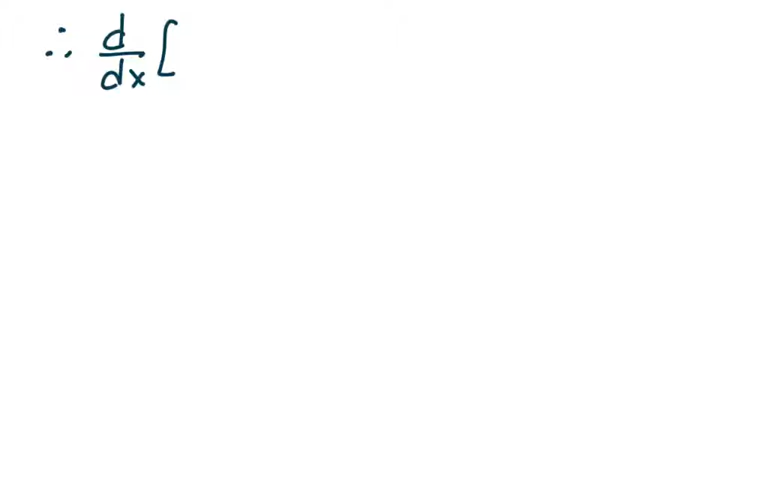 ∴ d/dx [